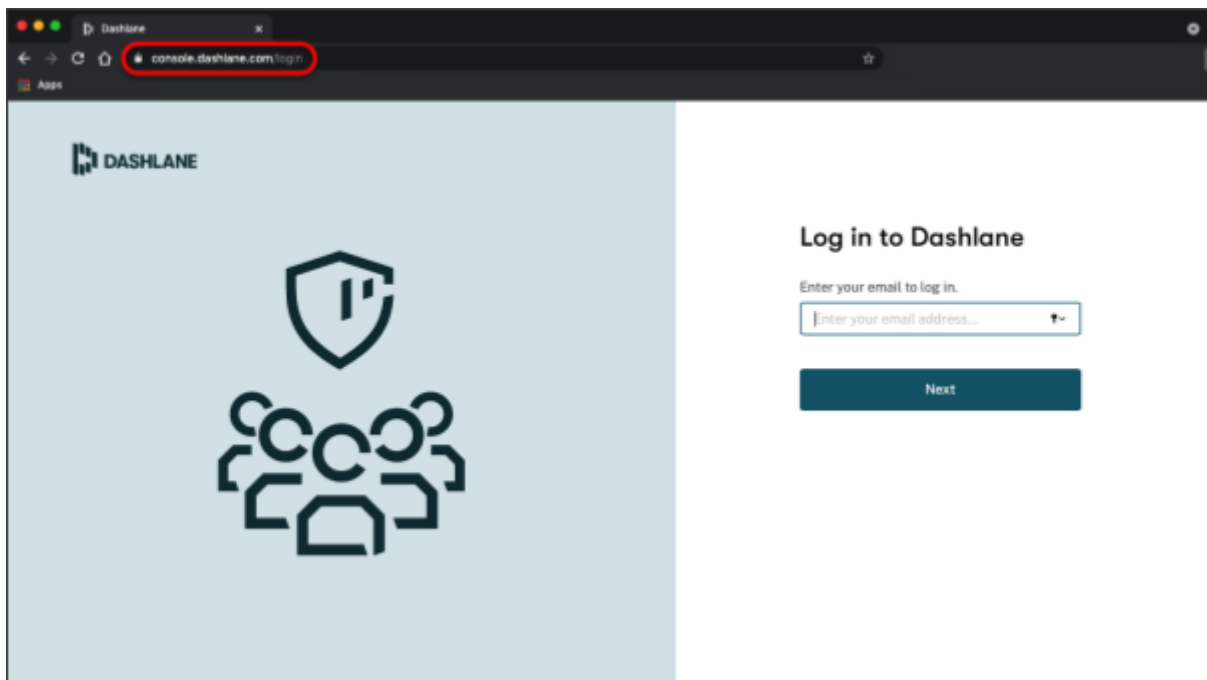 Dashlane
console.dashlane.com/login
Apps
DASHLANE
Log in to Dashlane
Enter your email to log in.
Enter your email address...
Next